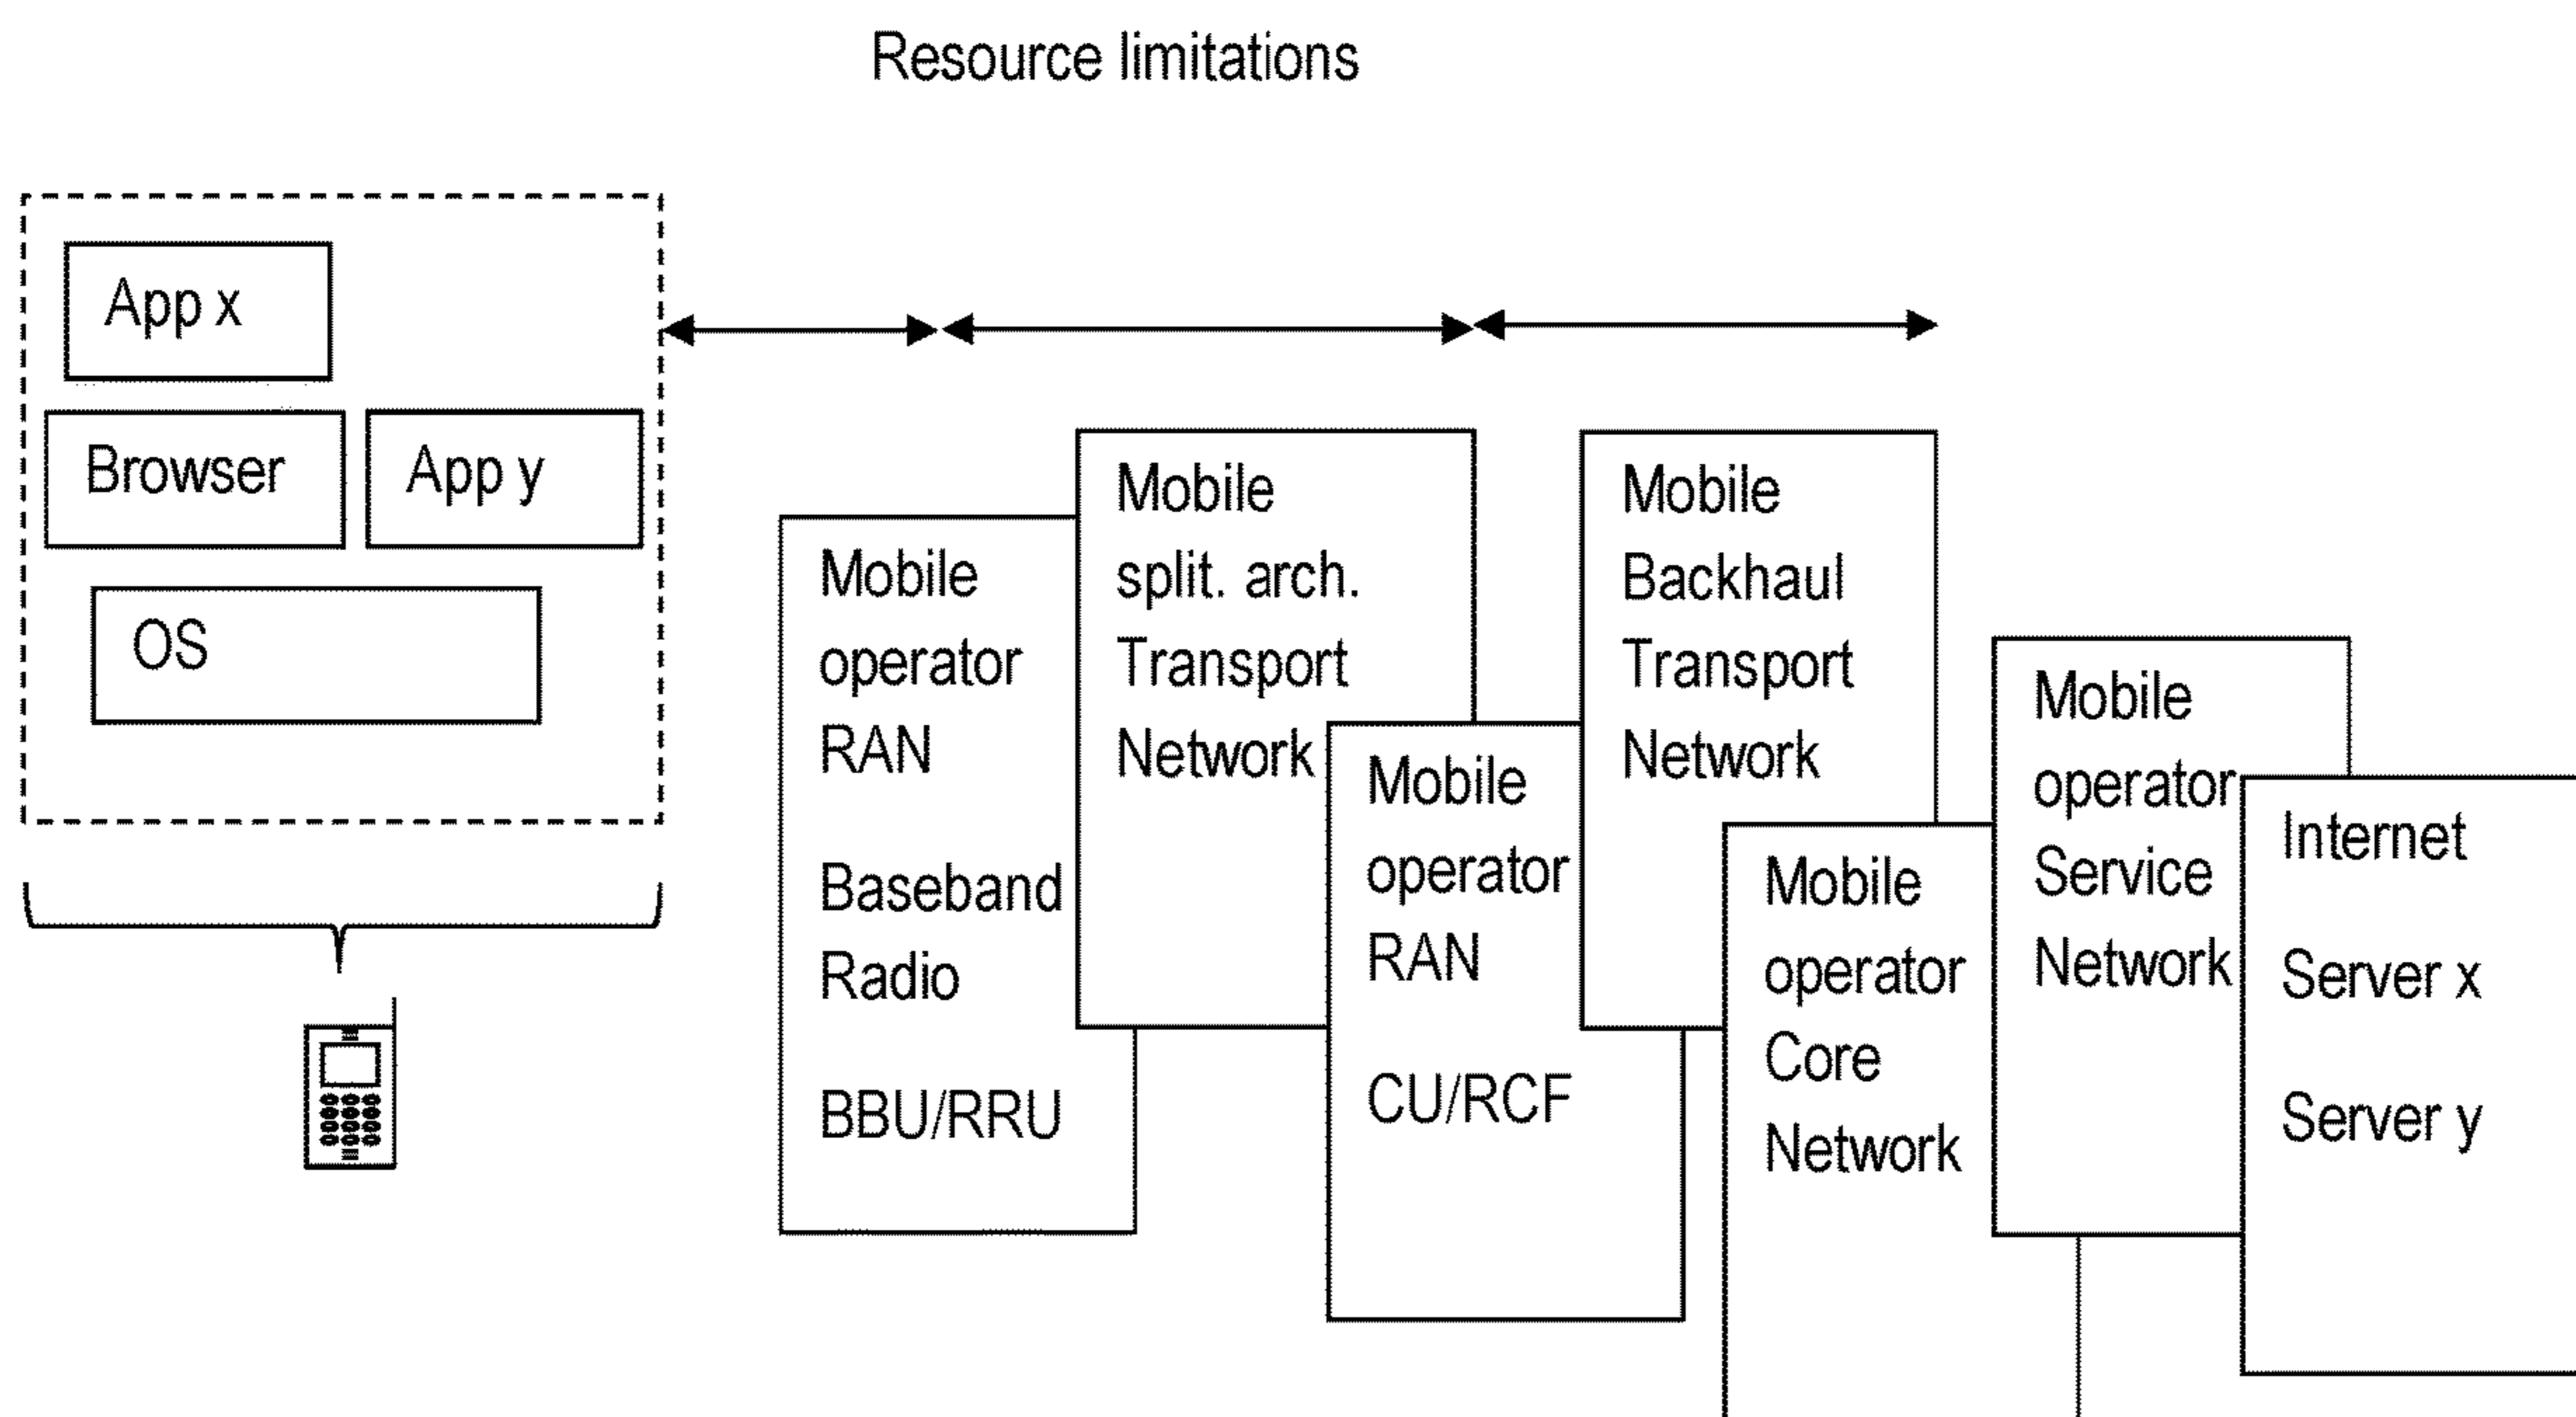 Resource limitations
App x
Browser
App y
OS
Mobile
operator
RAN
Baseband
Radio
BBU/RRU
Mobile
split. arch.
Transport
Network
Mobile
operator
RAN
CU/RCF
Mobile
Backhaul
Transport
Network
Mobile
operator
Core
Network
Mobile
operator
Service
Network
Internet
Server x
Server y